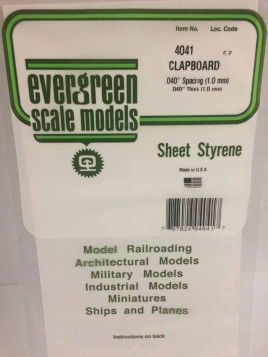 Item No. Loc. Code
4041 C-2
CLAPBOARD
.040" Spacing (1.0 mm)
.040" Thick (1.0 mm)
evergreen
scale models
Sheet Styrene
Made in U.S.A.
Model Railroading
Architectural Models
Military Models
Industrial Models
Miniatures
Ships and Planes
Instructions on back